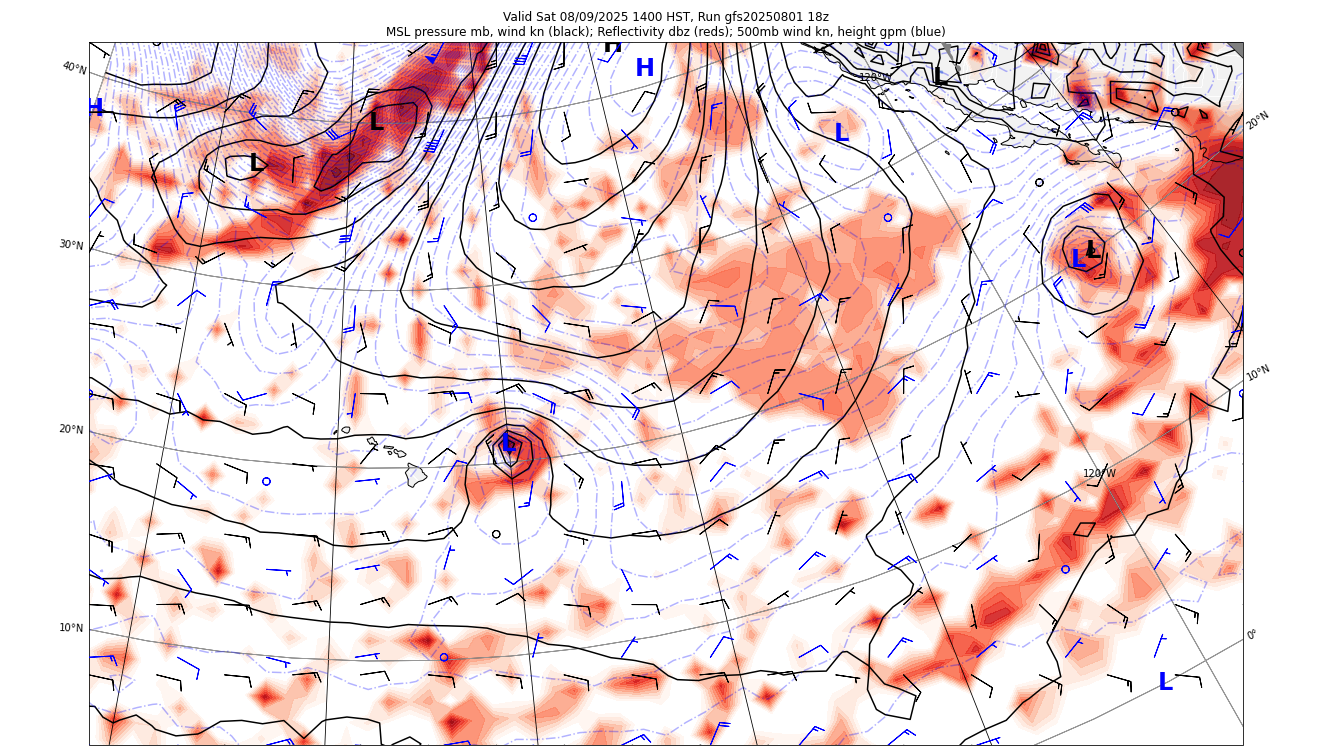 Valid Sat 08/09/2025 1400 HST, Run gfs20250801 18z
MSL pressure mb, wind kn (black); Reflectivity dbz (reds); 500mb wind kn, height gpm (blue)
H
H
40°N
120°W
L
H
L
L
20°N
L
30°N
L
L
10°N
20°N
L
120°W
10°N
0°
L